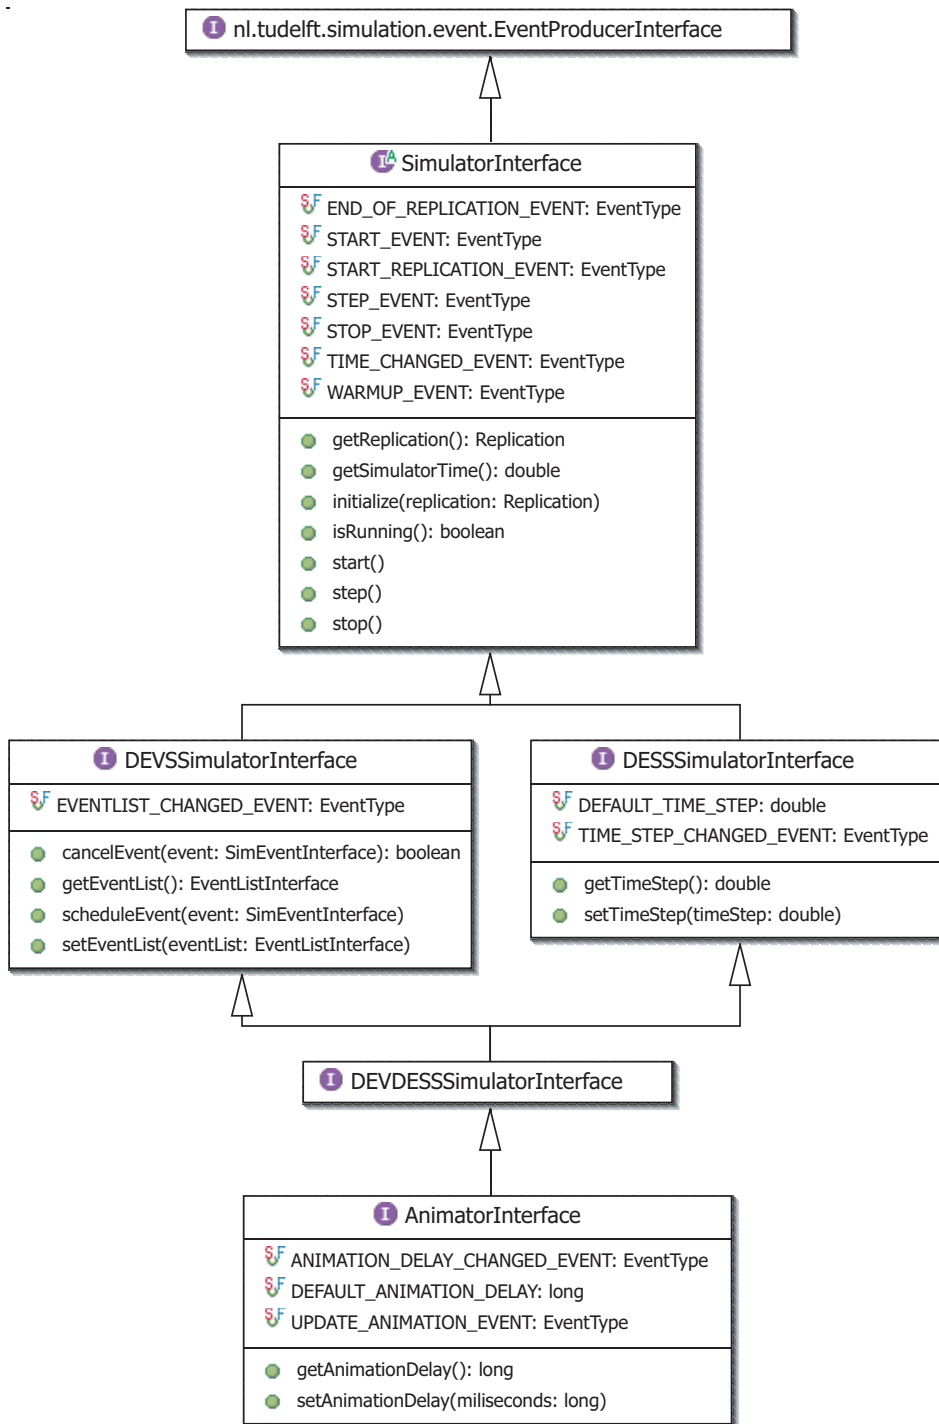 nl.tudelft.simulation.event.EventProducerInterface
SimulatorInterface
END_OF_REPLICATION_EVENT: EventType
START_EVENT: EventType
START_REPLICATION_EVENT: EventType
STEP_EVENT: EventType
STOP_EVENT: EventType
TIME_CHANGED_EVENT: EventType
WARMUP_EVENT: EventType
getReplication(): Replication
getSimulatorTime(): double
initialize(replication: Replication)
isRunning(): boolean
start()
step()
stop()
DEVSSimulatorInterface
EVENTLIST_CHANGED_EVENT: EventType
cancelEvent(event: SimEventInterface): boolean
getEventList(): EventListInterface
scheduleEvent(event: SimEventInterface)
setEventList(eventList: EventListInterface)
DESSSimulatorInterface
DEFAULT_TIME_STEP: double
TIME_STEP_CHANGED_EVENT: EventType
getTimeStep(): double
setTimeStep(timeStep: double)
DEVDESSSimulatorInterface
AnimatorInterface
ANIMATION_DELAY_CHANGED_EVENT: EventType
DEFAULT_ANIMATION_DELAY: long
UPDATE_ANIMATION_EVENT: EventType
getAnimationDelay(): long
setAnimationDelay(miliseconds: long)